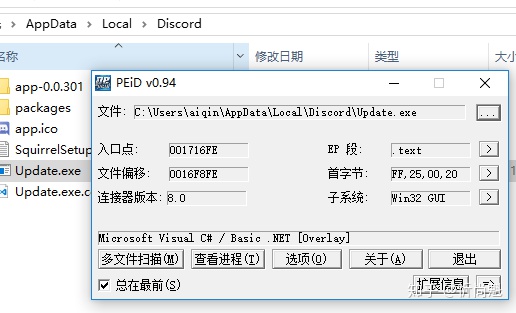 AppData > Local > Discord
名称
修改日期
类型
大小
app-0.0.301
packages
app.ico
SquirrelSetup
Update.exe
Update.exe.c
PEiD v0.94
文件: C:\Users\aiqin\AppData\Local\Discord\Update.exe ...
入口点: 001716FE EP 段: .text >
文件偏移: 0016F8FE 首字节: FF,25,00,20 >
连接器版本: 8.0 子系统: Win32 GUI >
Microsoft Visual C# / Basic .NET [Overlay]
多文件扫描(M) 查看进程(T) 选项(O) 关于(A) 退出
总在最前(S) 扩展信息 =>